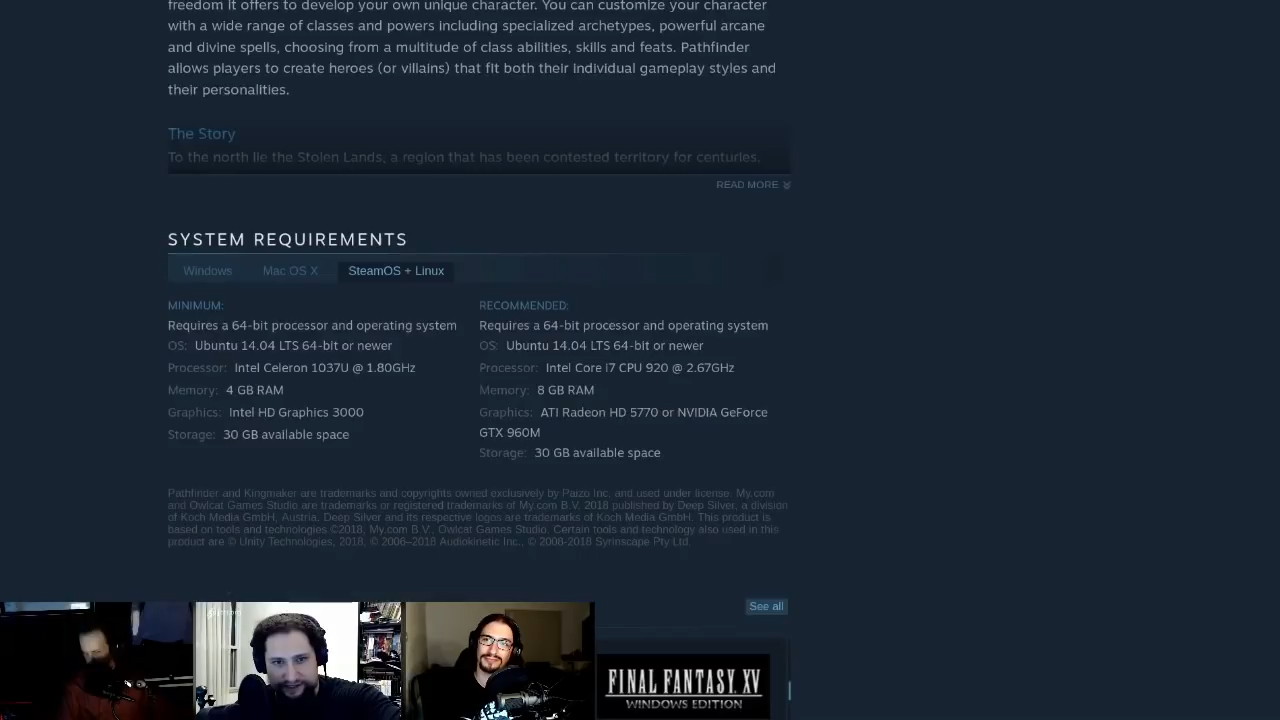 freedom it offers to develop your own unique character. You can customize your character
with a wide range of classes and powers including specialized archetypes, powerful arcane
and divine spells, choosing from a multitude of class abilities, skills and feats. Pathfinder
allows players to create heroes (or villains) that fit both their individual gameplay styles and
their personalities.
The Story
To the north lie the Stolen Lands, a region that has been contested territory for centuries.
READ MORE
SYSTEM REQUIREMENTS
Windows Mac OS X SteamOS + Linux
MINIMUM:
Requires a 64-bit processor and operating system
OS: Ubuntu 14.04 LTS 64-bit or newer
Processor: Intel Celeron 1037U @ 1.80GHz
Memory: 4 GB RAM
Graphics: Intel HD Graphics 3000
Storage: 30 GB available space
RECOMMENDED:
Requires a 64-bit processor and operating system
OS: Ubuntu 14.04 LTS 64-bit or newer
Processor: Intel Core i7 CPU 920 @ 2.67GHz
Memory: 8 GB RAM
Graphics: ATI Radeon HD 5770 or NVIDIA GeForce
GTX 960M
Storage: 30 GB available space
Pathfinder and Kingmaker are trademarks and copyrights owned exclusively by Paizo Inc. and used under license. My.com
and Owlcat Games Studio are trademarks or registered trademarks of My.com B.V. 2018 published by Deep Silver, a division
of Koch Media GmbH, Austria. Deep Silver and its respective logos are trademarks of Koch Media GmbH. This product is
based on tools and technologies ©2018, My.com B.V., Owlcat Games Studio. Certain tools and technology also used in this
product are © Unity Technologies, 2018, © 2006–2018 Audiokinetic Inc., © 2008-2018 Syrinscape Pty Ltd.
See all
FINAL FANTASY XV
WINDOWS EDITION